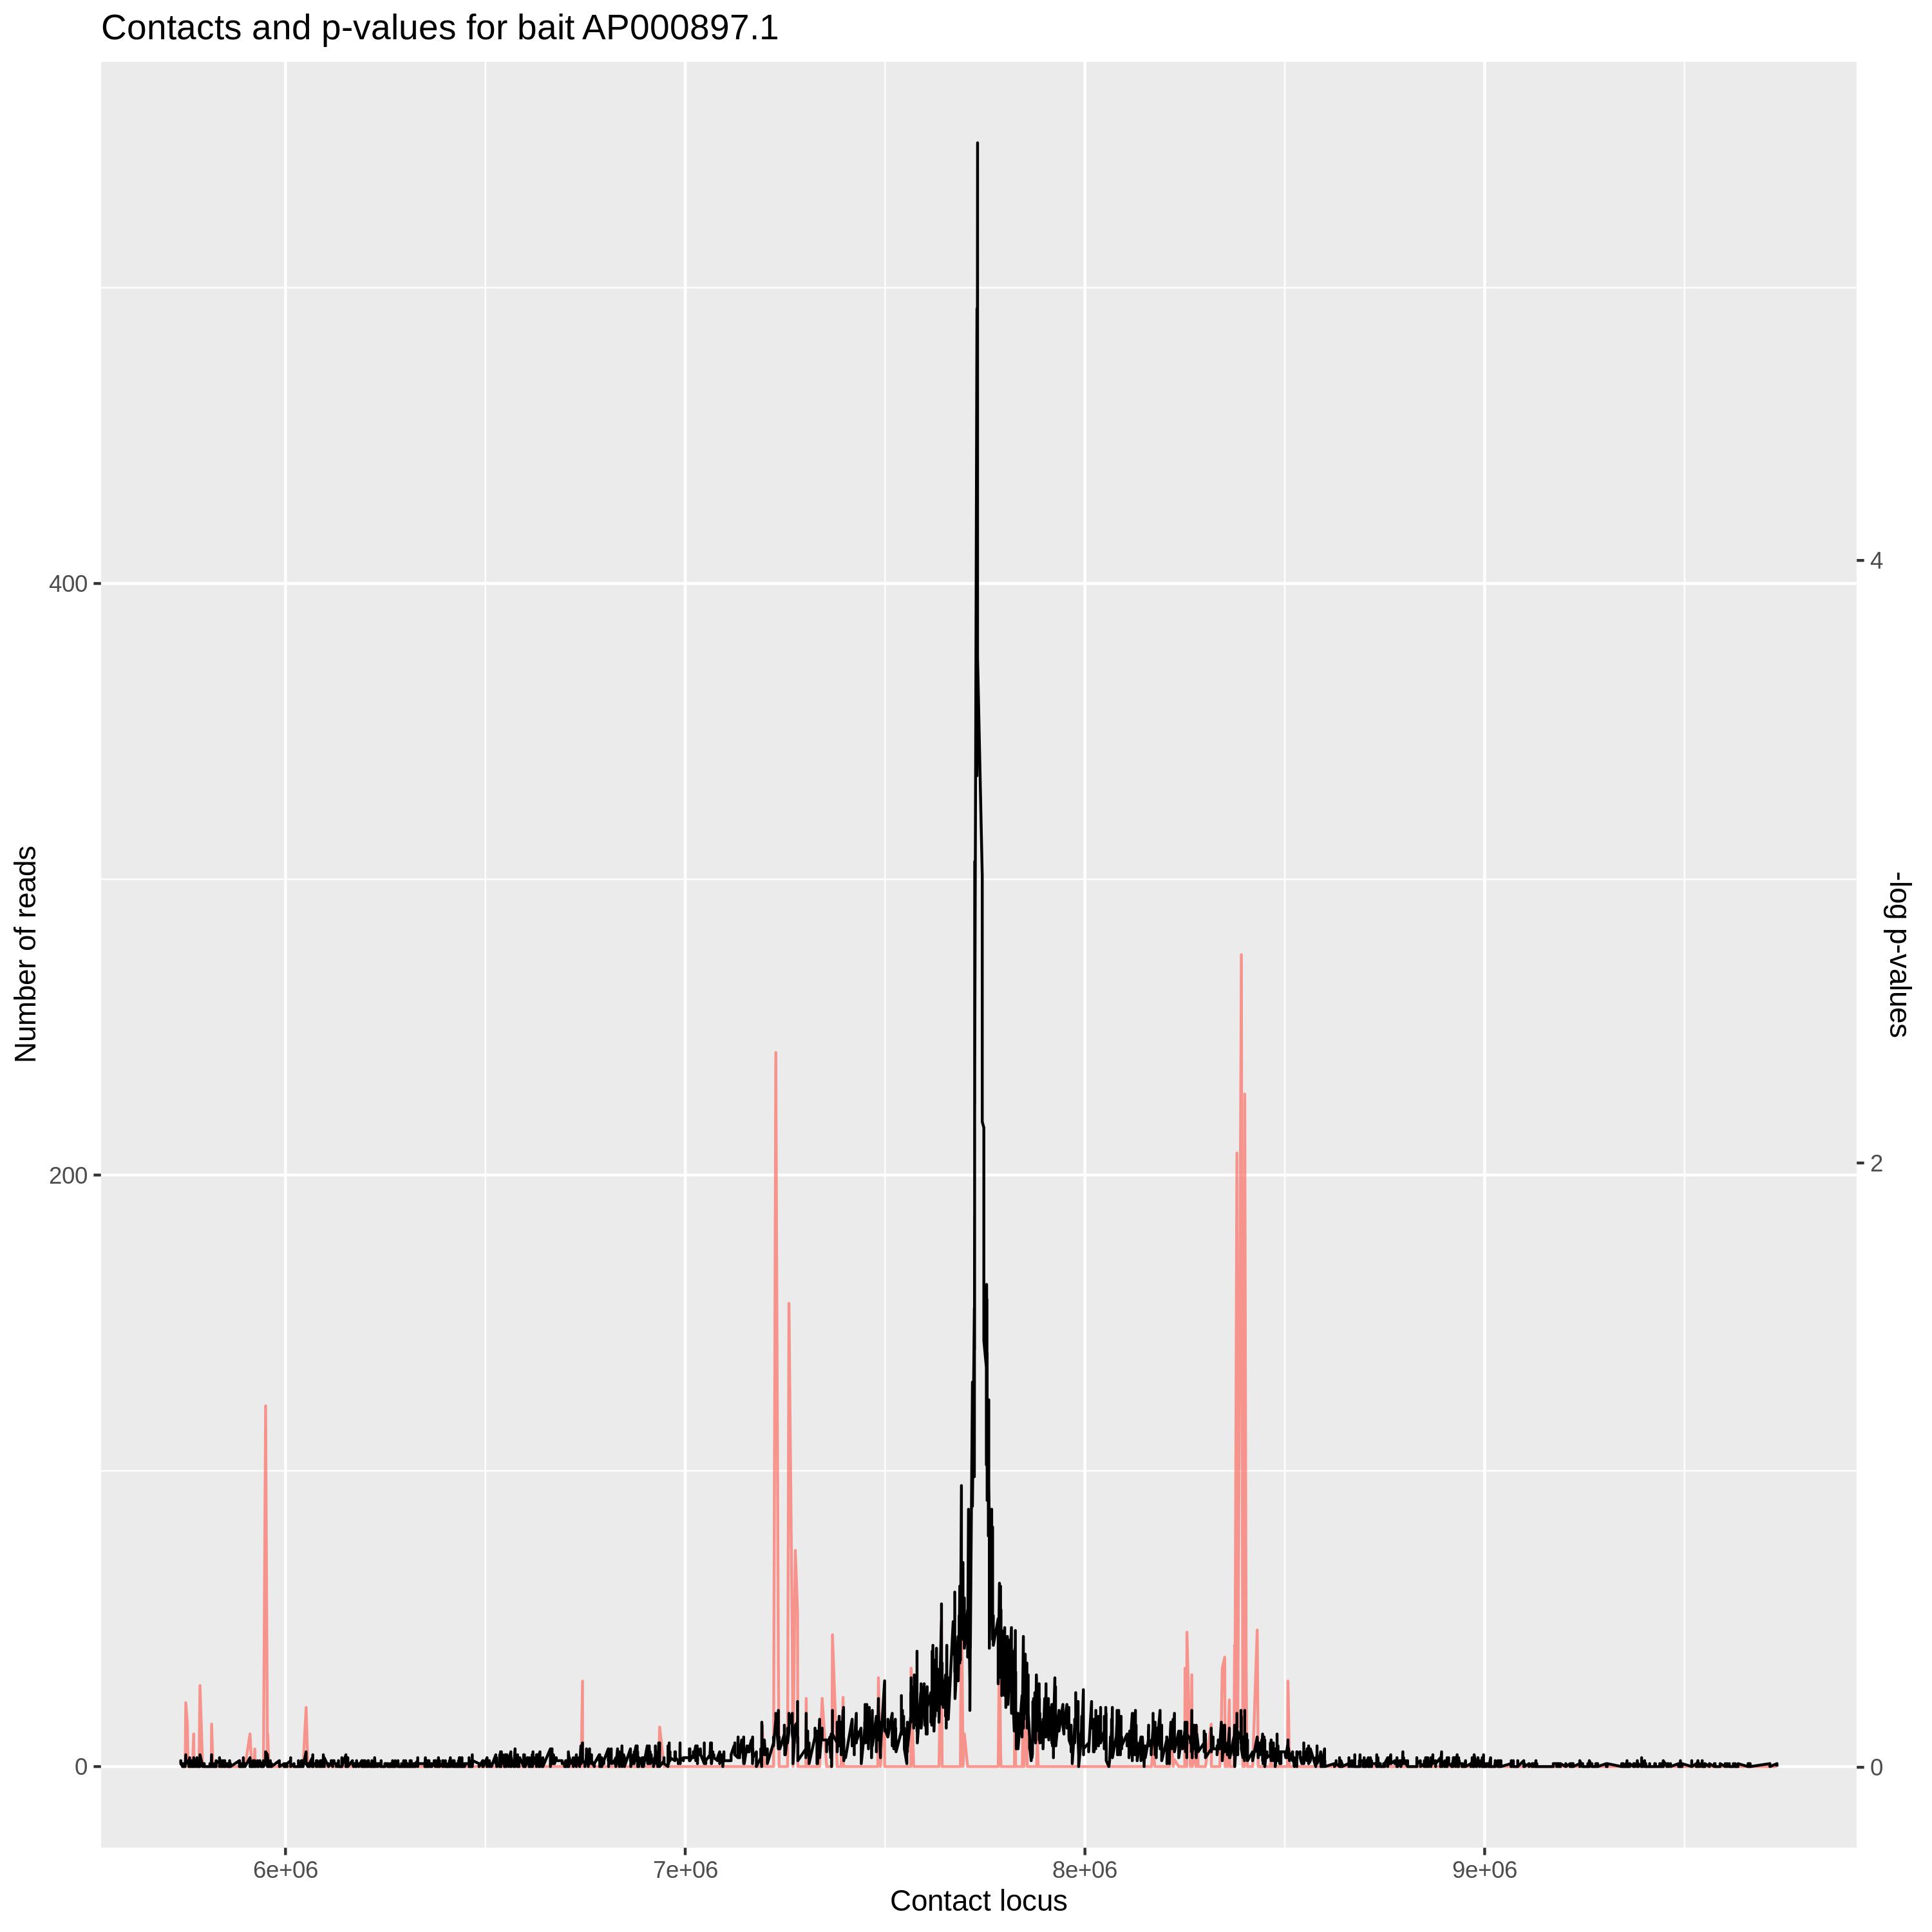 Contacts and p-values for bait AP000897.1
Number of reads
400
200
0
4
2
0
-log p-values
6e+06 7e+06 8e+06 9e+06
Contact locus